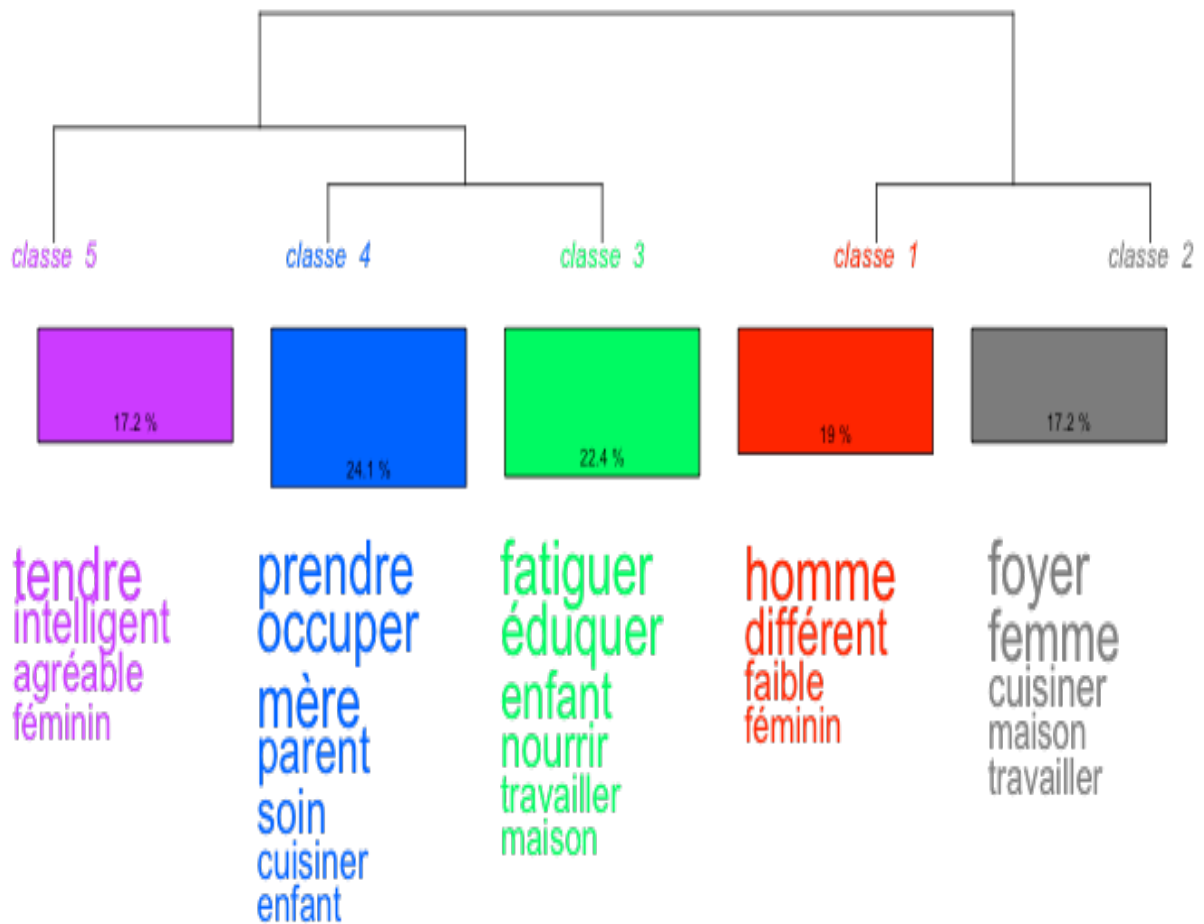 classe 5
classe 4
classe 3
classe 1
classe 2
17.2 %
24.1 %
22.4 %
19 %
17.2 %
tendre
intelligent
agréable
féminin
prendre
occuper
mère
parent
soin
cuisiner
enfant
fatiguer
éduquer
enfant
nourrir
travailler
maison
homme
différent
faible
féminin
foyer
femme
cuisiner
maison
travailler